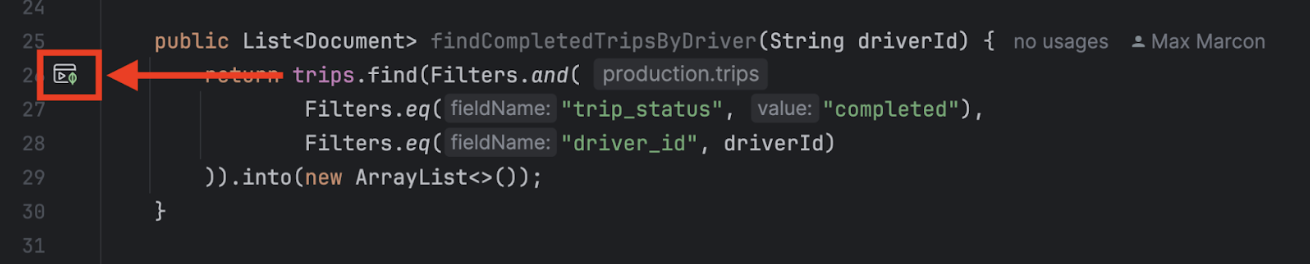 24
25 public List<Document> findCompletedTripsByDriver(String driverId) { no usages Max Marcon
26 return trips.find(Filters.and( production.trips
27 Filters.eq( fieldName: "trip_status", value: "completed"),
28 Filters.eq( fieldName: "driver_id", driverId)
29 )).into(new ArrayList<>());
30 }
31